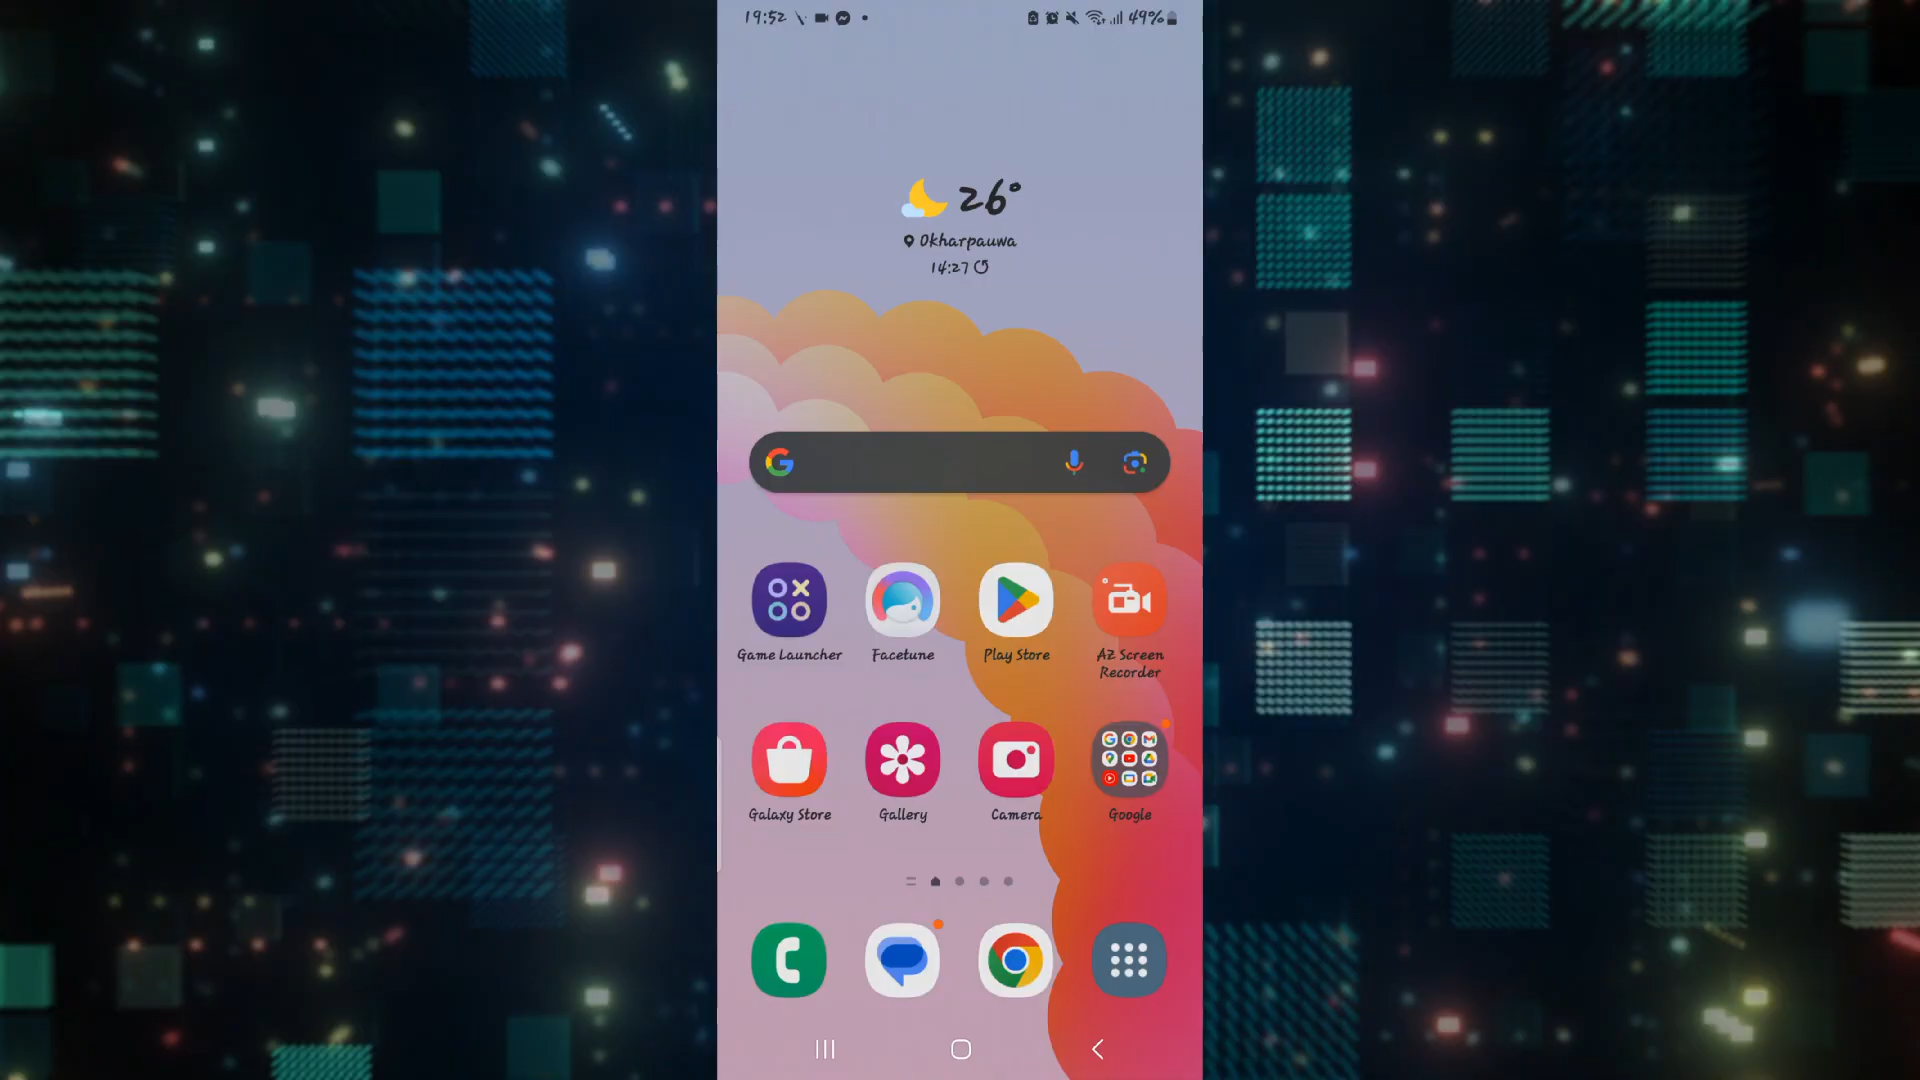 19:52 49%
26°
Okharpauwa
14:27
Game Launcher Facetune Play Store AZ Screen Recorder
Galaxy Store Gallery Camera Google